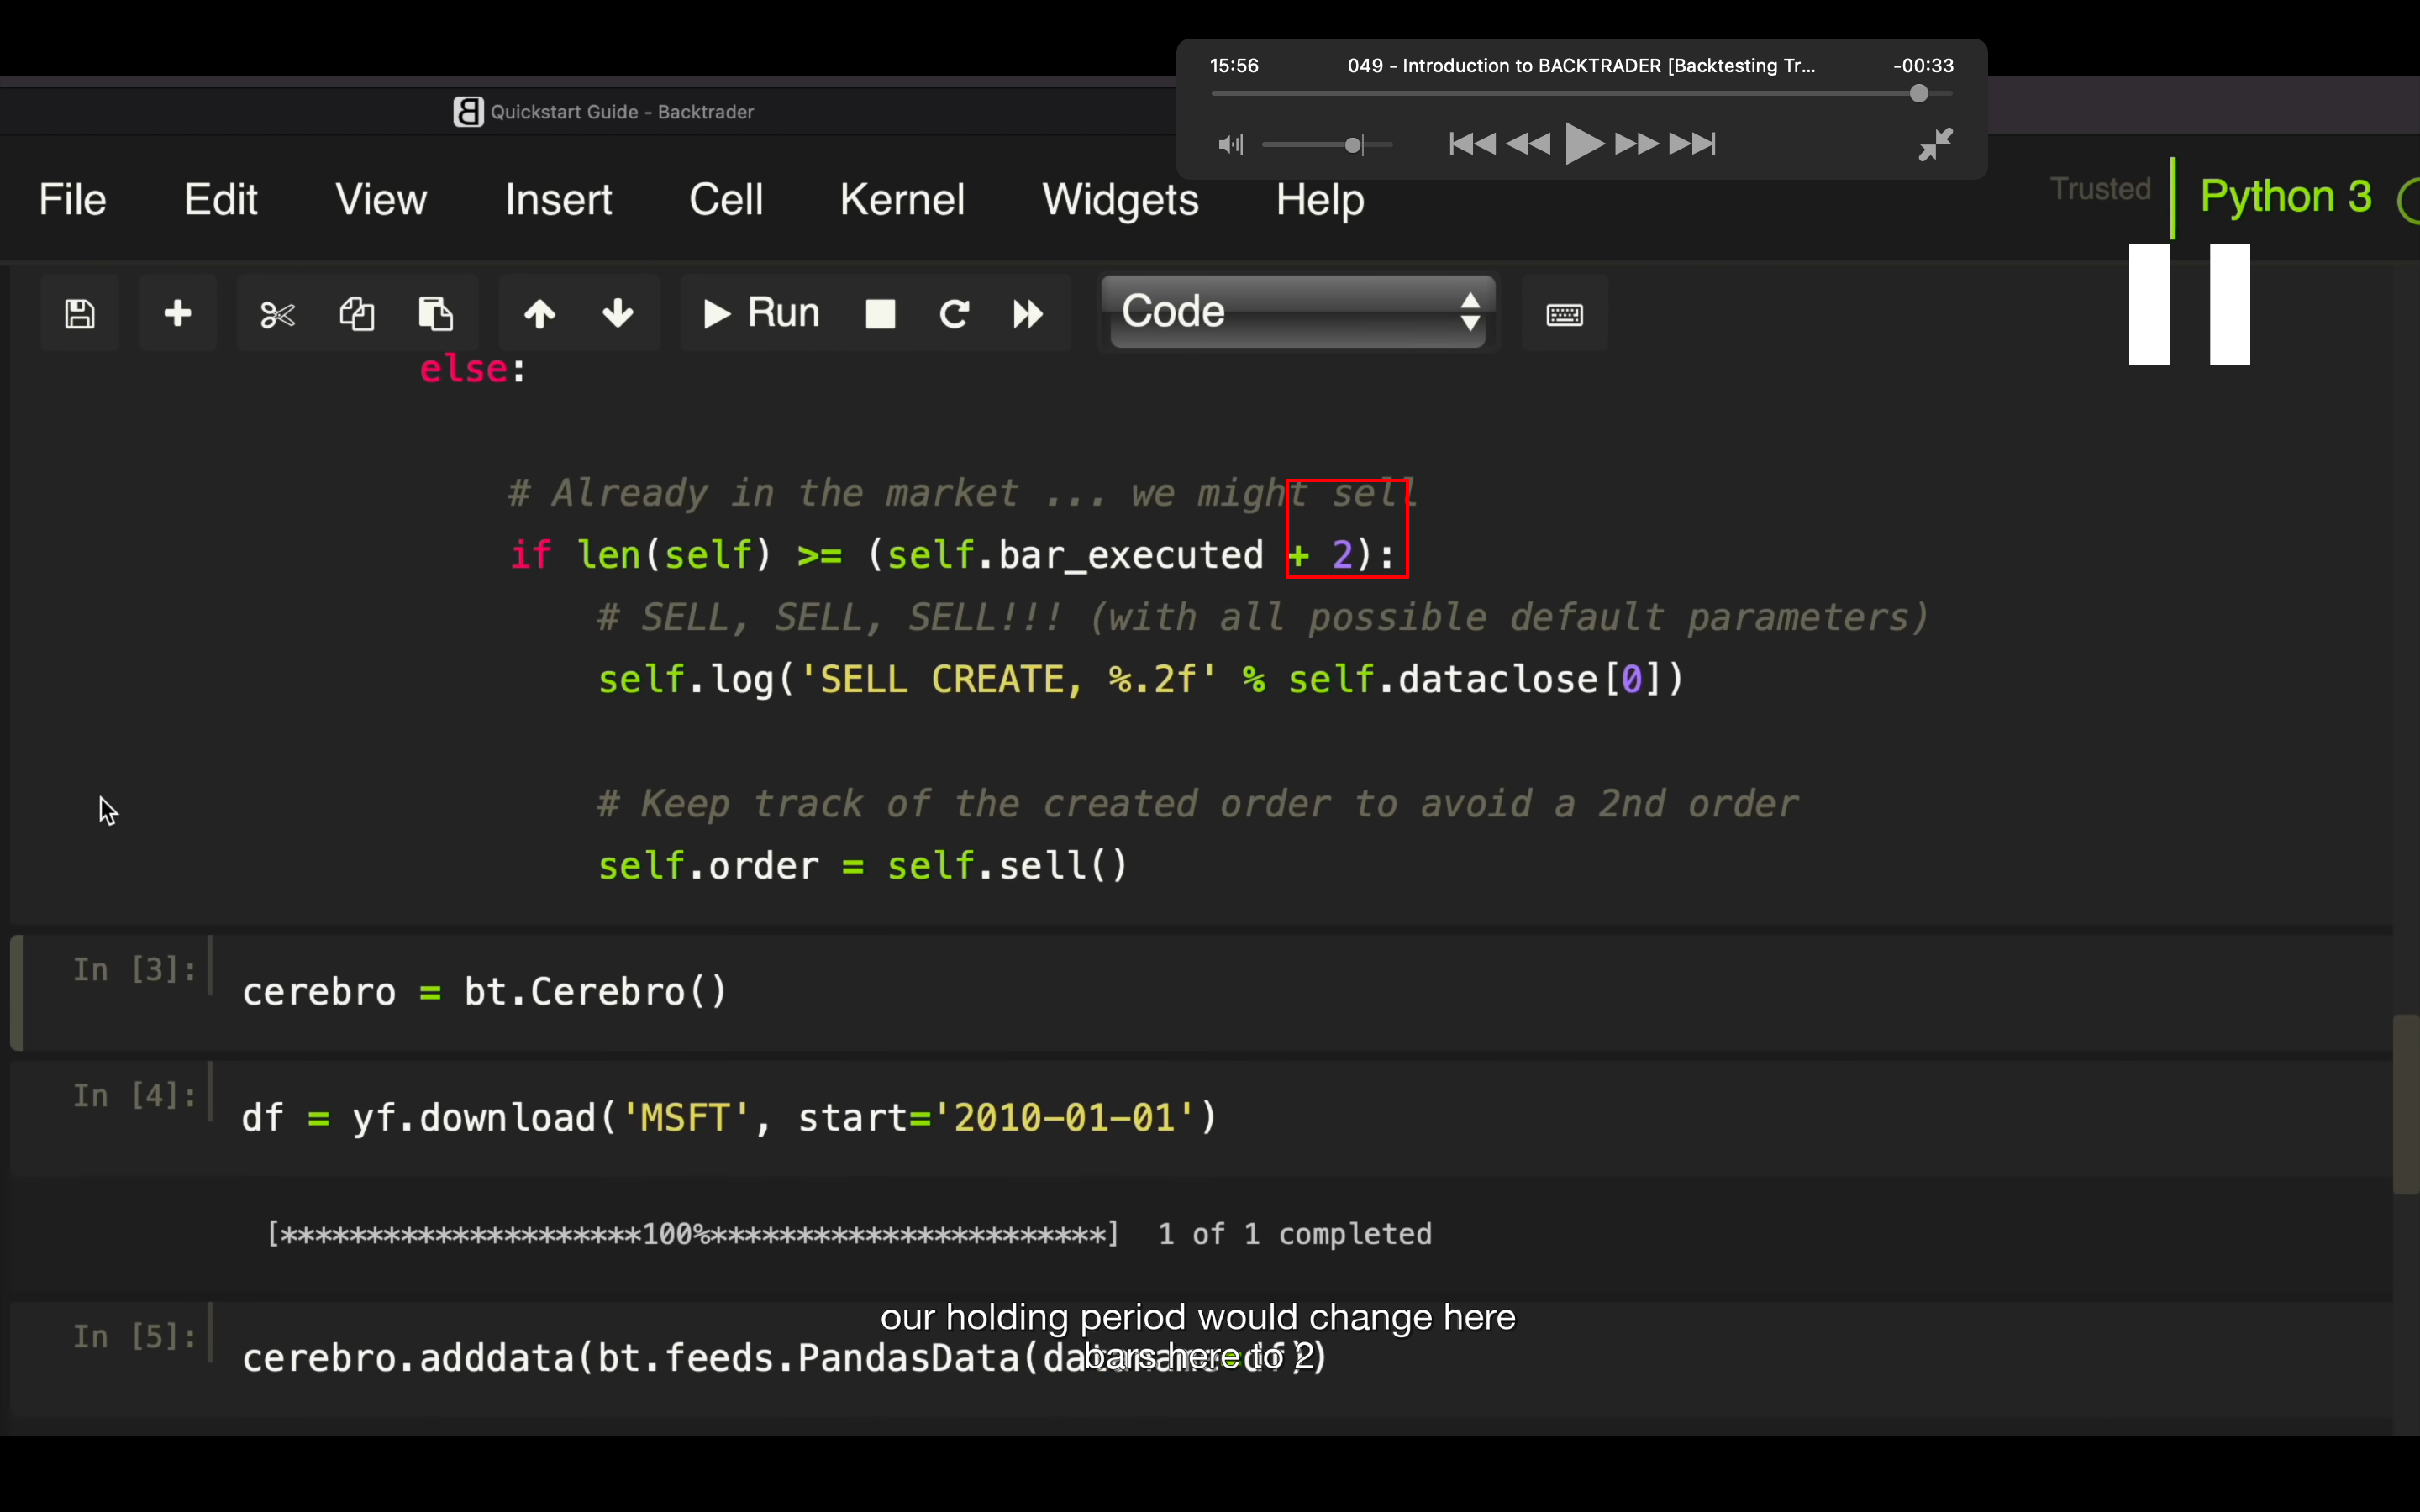 15:56 049 - Introduction to BACKTRADER [Backtesting Tr... -00:33
Quickstart Guide - Backtrader
File Edit View Insert Cell Kernel Widgets Help Trusted Python 3
Run Code
else:
# Already in the market ... we might sell
if len(self) >= (self.bar_executed + 2):
# SELL, SELL, SELL!!! (with all possible default parameters)
self.log('SELL CREATE, %.2f' % self.dataclose[0])
# Keep track of the created order to avoid a 2nd order
self.order = self.sell()
In [3]: cerebro = bt.Cerebro()
In [4]: df = yf.download('MSFT', start='2010-01-01')
[*********************100%***********************] 1 of 1 completed
our holding period would change here
In [5]: cerebro.adddata(bt.feeds.PandasData(dataname=df))
bars here to 2